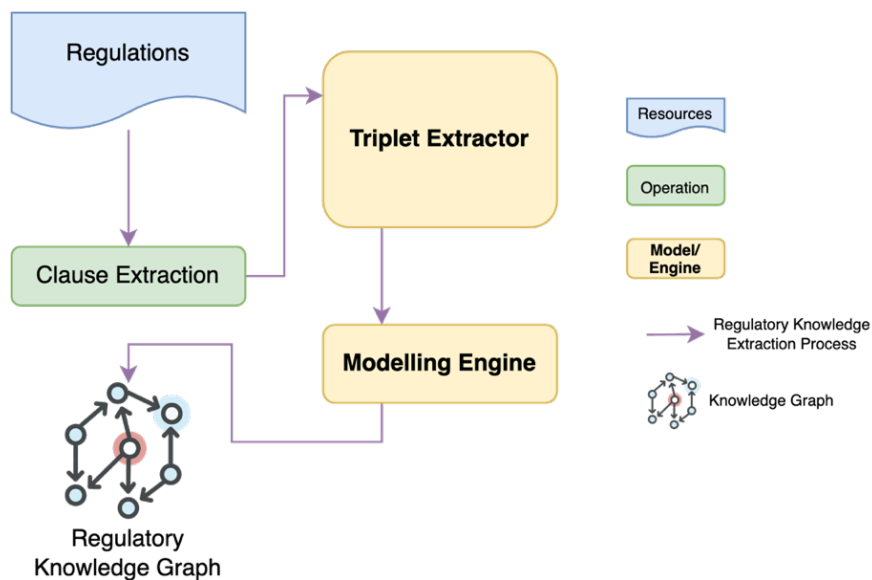 Regulations
Triplet Extractor
Clause Extraction
Modelling Engine
Regulatory
Knowledge Graph
Resources
Operation
Model/
Engine
Regulatory Knowledge
Extraction Process
Knowledge Graph